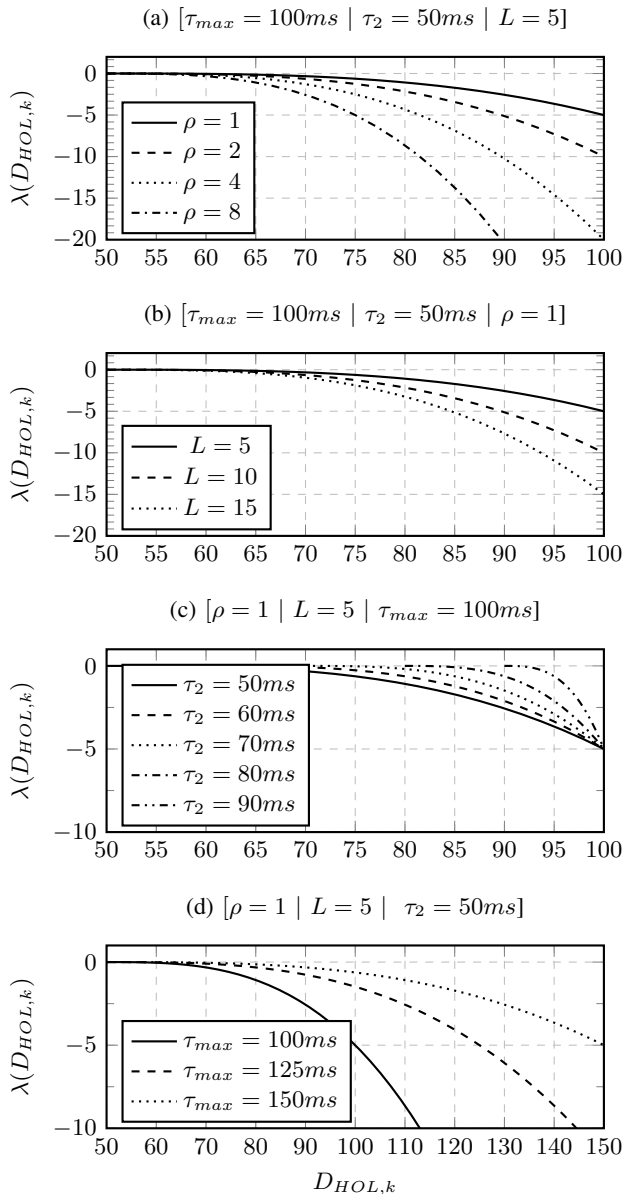 (a) [τ_max = 100ms | τ_2 = 50ms | L = 5]
λ(D_HOL,k)
0
−5
−10
−15
−20
ρ = 1
ρ = 2
ρ = 4
ρ = 8
50 55 60 65 70 75 80 85 90 95 100
(b) [τ_max = 100ms | τ_2 = 50ms | ρ = 1]
λ(D_HOL,k)
0
−5
−10
−15
−20
L = 5
L = 10
L = 15
50 55 60 65 70 75 80 85 90 95 100
(c) [ρ = 1 | L = 5 | τ_max = 100ms]
λ(D_HOL,k)
0
−5
−10
τ_2 = 50ms
τ_2 = 60ms
τ_2 = 70ms
τ_2 = 80ms
τ_2 = 90ms
50 55 60 65 70 75 80 85 90 95 100
(d) [ρ = 1 | L = 5 | τ_2 = 50ms]
λ(D_HOL,k)
0
−5
−10
τ_max = 100ms
τ_max = 125ms
τ_max = 150ms
50 60 70 80 90 100 110 120 130 140 150
D_HOL,k